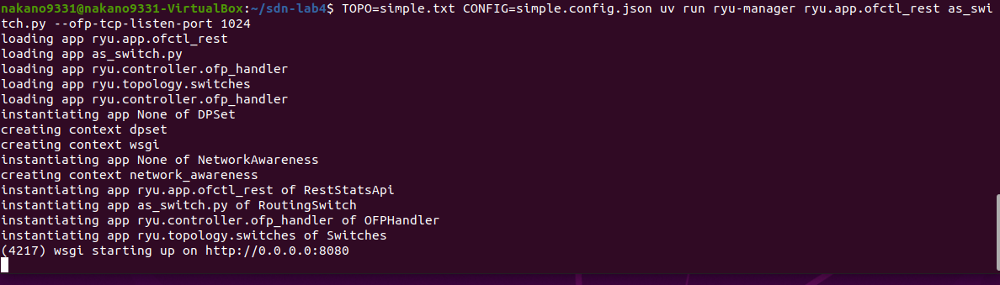 nakano9331@nakano9331-VirtualBox:~/sdn-lab4$ TOPO=simple.txt CONFIG=simple.config.json uv run ryu-manager ryu.app.ofctl_rest as_swi
tch.py --ofp-tcp-listen-port 1024
loading app ryu.app.ofctl_rest
loading app as_switch.py
loading app ryu.controller.ofp_handler
loading app ryu.topology.switches
loading app ryu.controller.ofp_handler
instantiating app None of DPSet
creating context dpset
creating context wsgi
instantiating app None of NetworkAwareness
creating context network_awareness
instantiating app ryu.app.ofctl_rest of RestStatsApi
instantiating app as_switch.py of RoutingSwitch
instantiating app ryu.controller.ofp_handler of OFPHandler
instantiating app ryu.topology.switches of Switches
(4217) wsgi starting up on http://0.0.0.0:8080